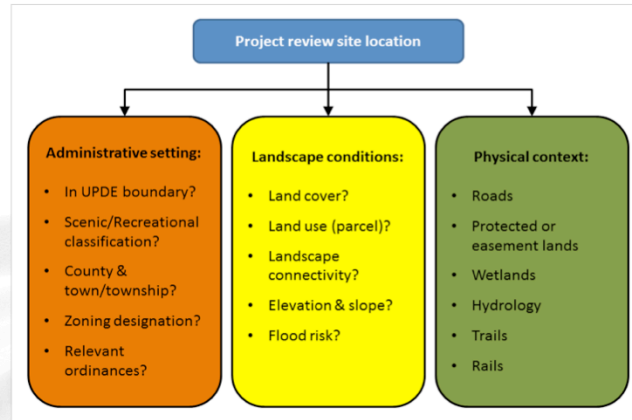 Project review site location
Administrative setting:
• In UPDE boundary?
• Scenic/Recreational
classification?
• County &
town/township?
• Zoning designation?
• Relevant
ordinances?
Landscape conditions:
• Land cover?
• Land use (parcel)?
• Landscape
connectivity?
• Elevation & slope?
• Flood risk?
Physical context:
• Roads
• Protected or
easement lands
• Wetlands
• Hydrology
• Trails
• Rails